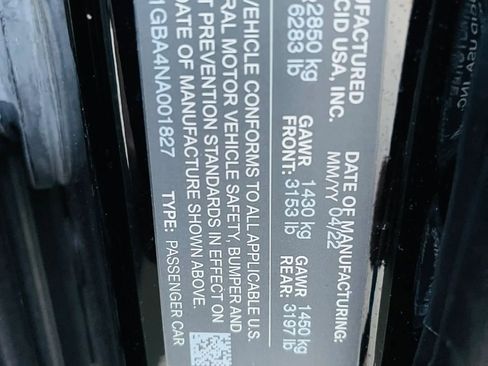 UFACTURED DATE OF MANUFACTURING:
CID USA, INC. MM/YY 04/22
2850 kg GAWR 1430 kg GAWR 1450 kg
6283 lb FRONT: 3153 lb REAR: 3197 lb
VEHICLE CONFORMS TO ALL APPLICABLE U.S.
RAL MOTOR VEHICLE SAFETY, BUMPER AND
T PREVENTION STANDARDS IN EFFECT ON
DATE OF MANUFACTURE SHOWN ABOVE.
1GBA4NA001827 TYPE: PASSENGER CAR